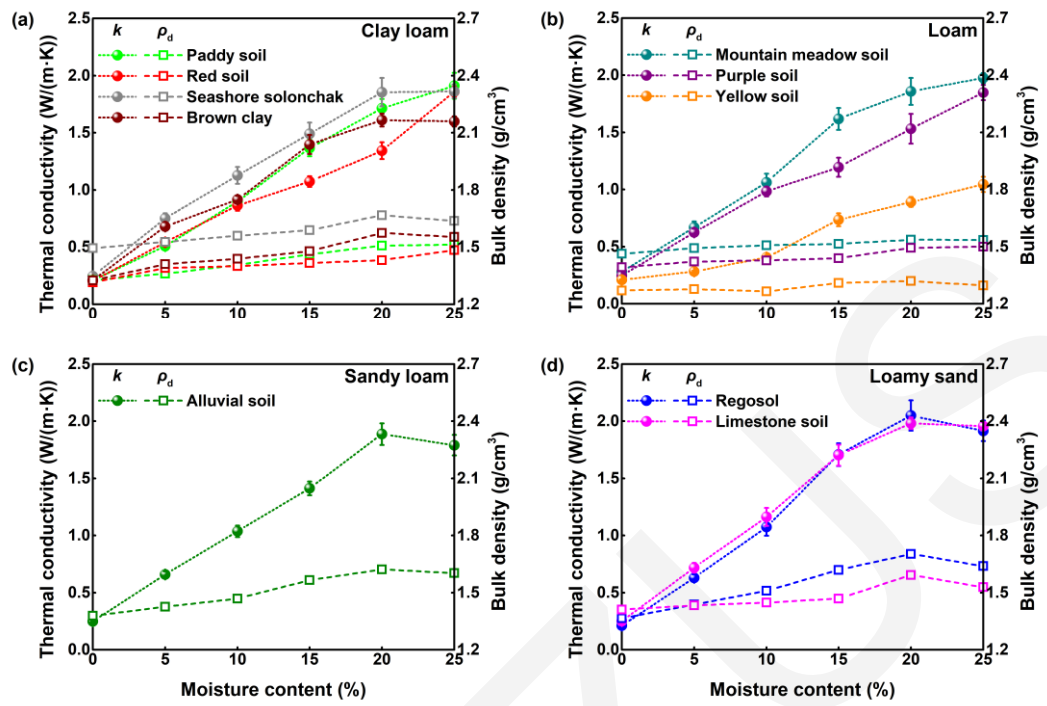 (a)
k ρd Clay loam
Paddy soil
Red soil
Seashore solonchak
Brown clay
Thermal conductivity (W/(m·K))
2.5
2.0
1.5
1.0
0.5
0.0
0 5 10 15 20 25
2.7
2.4
2.1
1.8
1.5
1.2
Bulk density (g/cm³)
(b)
k ρd Loam
Mountain meadow soil
Purple soil
Yellow soil
Thermal conductivity (W/(m·K))
2.5
2.0
1.5
1.0
0.5
0.0
0 5 10 15 20 25
2.7
2.4
2.1
1.8
1.5
1.2
Bulk density (g/cm³)
(c)
k ρd Sandy loam
Alluvial soil
Thermal conductivity (W/(m·K))
2.5
2.0
1.5
1.0
0.5
0.0
0 5 10 15 20 25
2.7
2.4
2.1
1.8
1.5
1.2
Bulk density (g/cm³)
Moisture content (%)
(d)
k ρd Loamy sand
Regosol
Limestone soil
Thermal conductivity (W/(m·K))
2.5
2.0
1.5
1.0
0.5
0.0
0 5 10 15 20 25
2.7
2.4
2.1
1.8
1.5
1.2
Bulk density (g/cm³)
Moisture content (%)